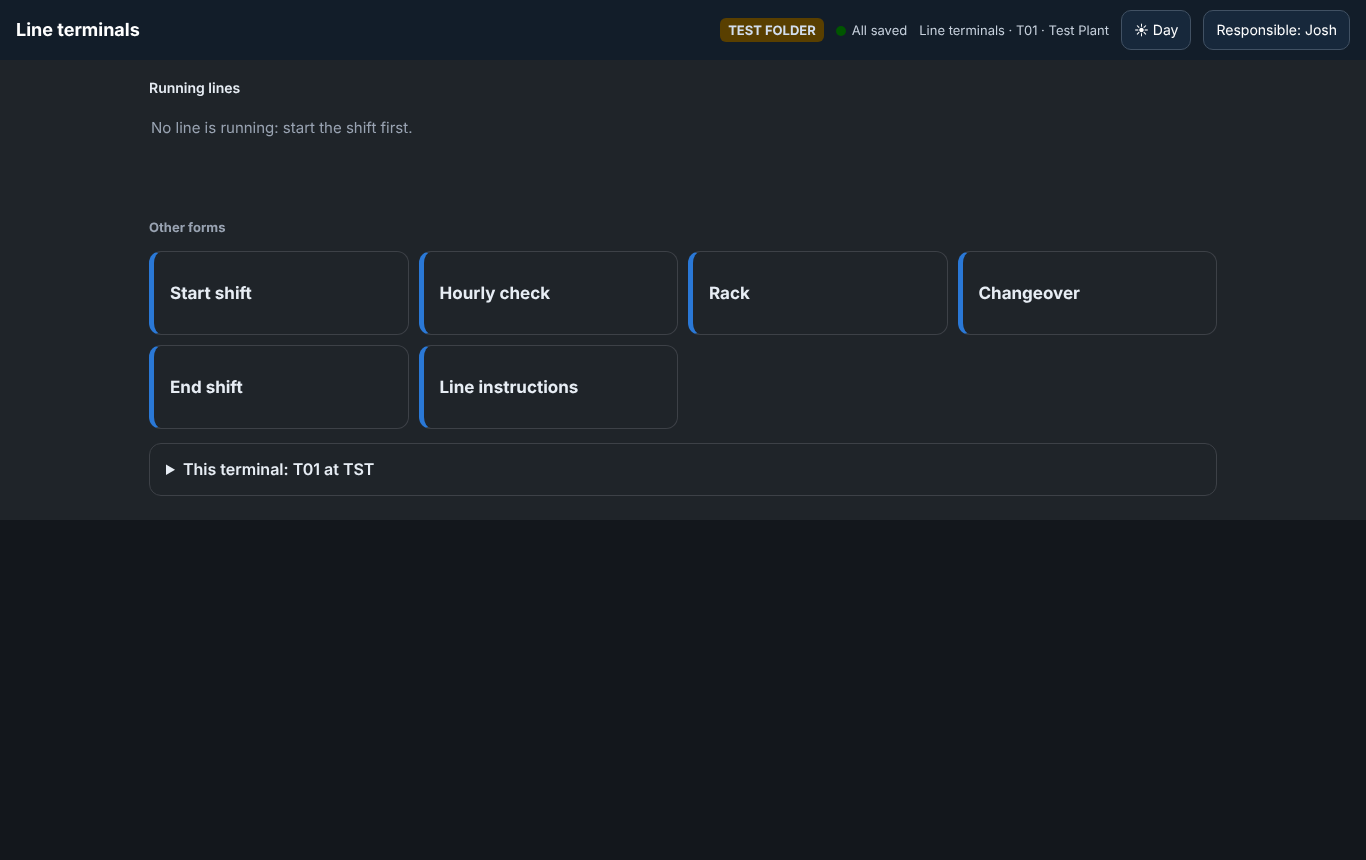 Line terminals
TEST FOLDER
All saved
Line terminals · T01 · Test Plant
☀ Day
Responsible: Josh
Running lines
No line is running: start the shift first.
Other forms
Start shift
Hourly check
Rack
Changeover
End shift
Line instructions
▶ This terminal: T01 at TST